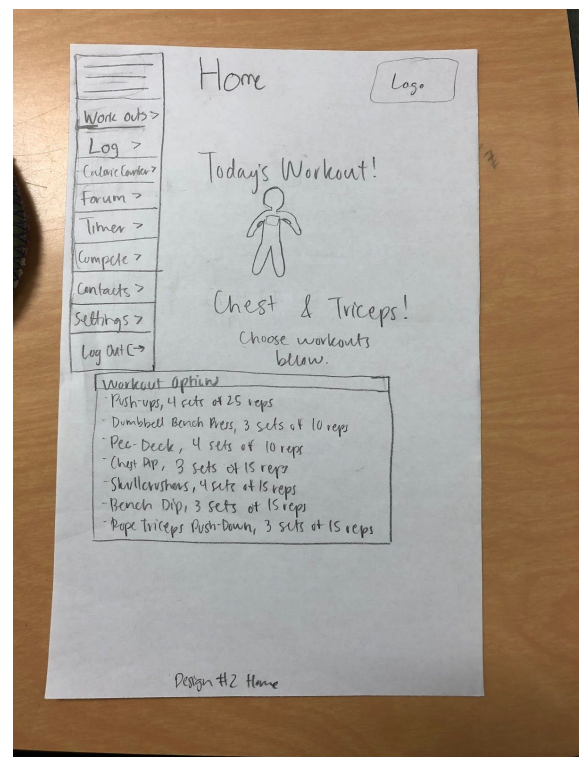 Home
Logo
Work outs >
Log >
Calorie Counter >
Forum >
Timer >
Compete >
Contacts >
Settings >
Log Out
Today's Workout!
Chest & Triceps!
Choose workouts
below.
Workout Options
- Push-ups, 4 sets of 25 reps
- Dumbbell Bench Press, 3 sets of 10 reps
- Pec-Deck, 4 sets of 10 reps
- Chest Dip, 3 sets of 15 reps
- Skullcrushers, 4 sets of 15 reps
- Bench Dip, 3 sets of 15 reps
- Rope Triceps Push-Down, 3 sets of 15 reps
Design #2 Home